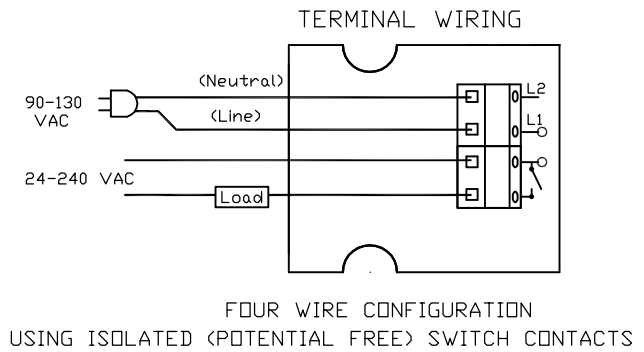 TERMINAL WIRING
(Neutral)
L2
90-130
VAC
(Line)
L1
24-240 VAC
Load
FOUR WIRE CONFIGURATION
USING ISOLATED (POTENTIAL FREE) SWITCH CONTACTS